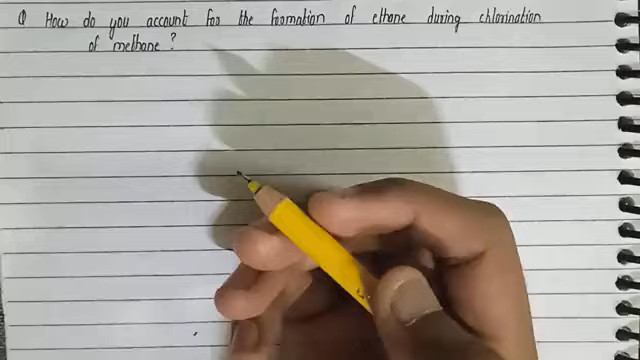 Q How do you account for the formation of ethane during chlorination
of methane ?